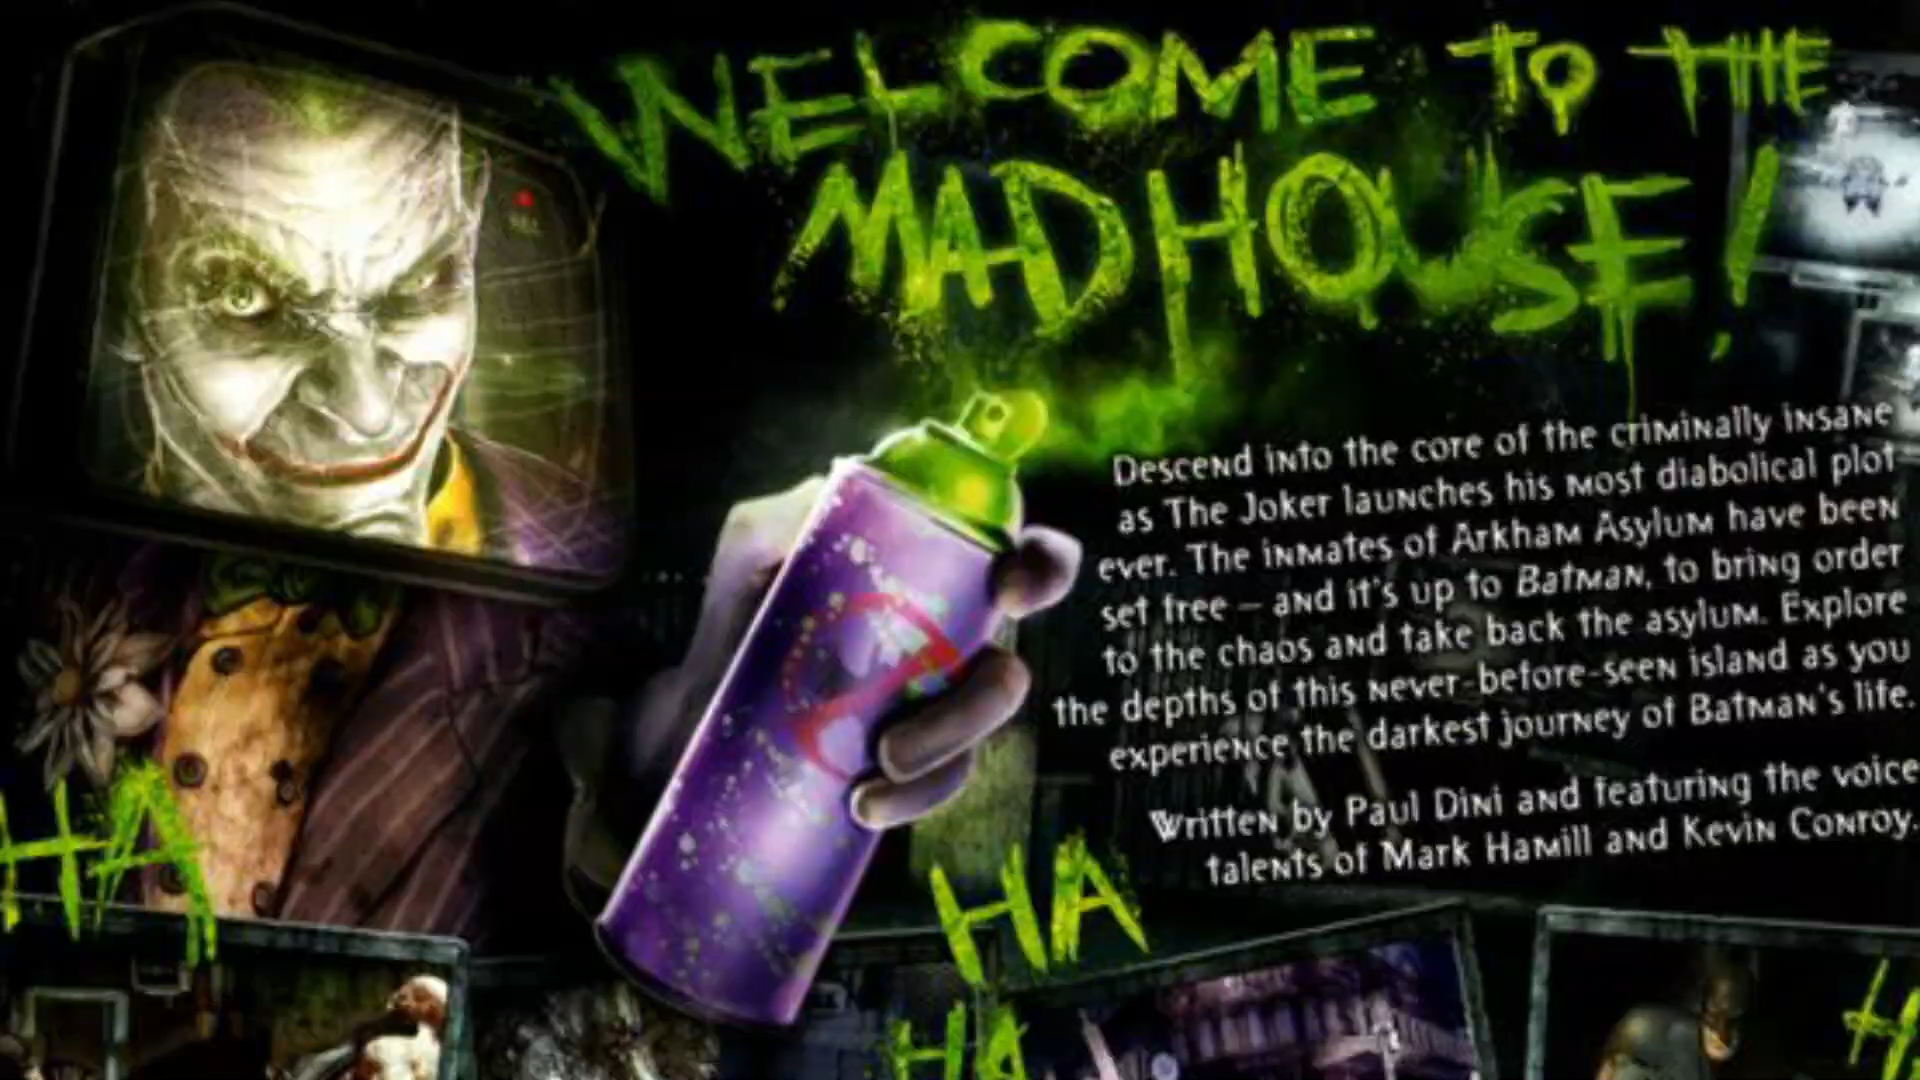 WELCOME TO THE
MADHOUSE!
Descend into the core of the criminally insane
as The Joker launches his most diabolical plot
ever. The inmates of Arkham Asylum have been
set free – and it's up to Batman, to bring order
to the chaos and take back the asylum. Explore
the depths of this never-before-seen island as you
experience the darkest journey of Batman's life.
Written by Paul Dini and featuring the voice
talents of Mark Hamill and Kevin Conroy.
HA
HA
HA
H